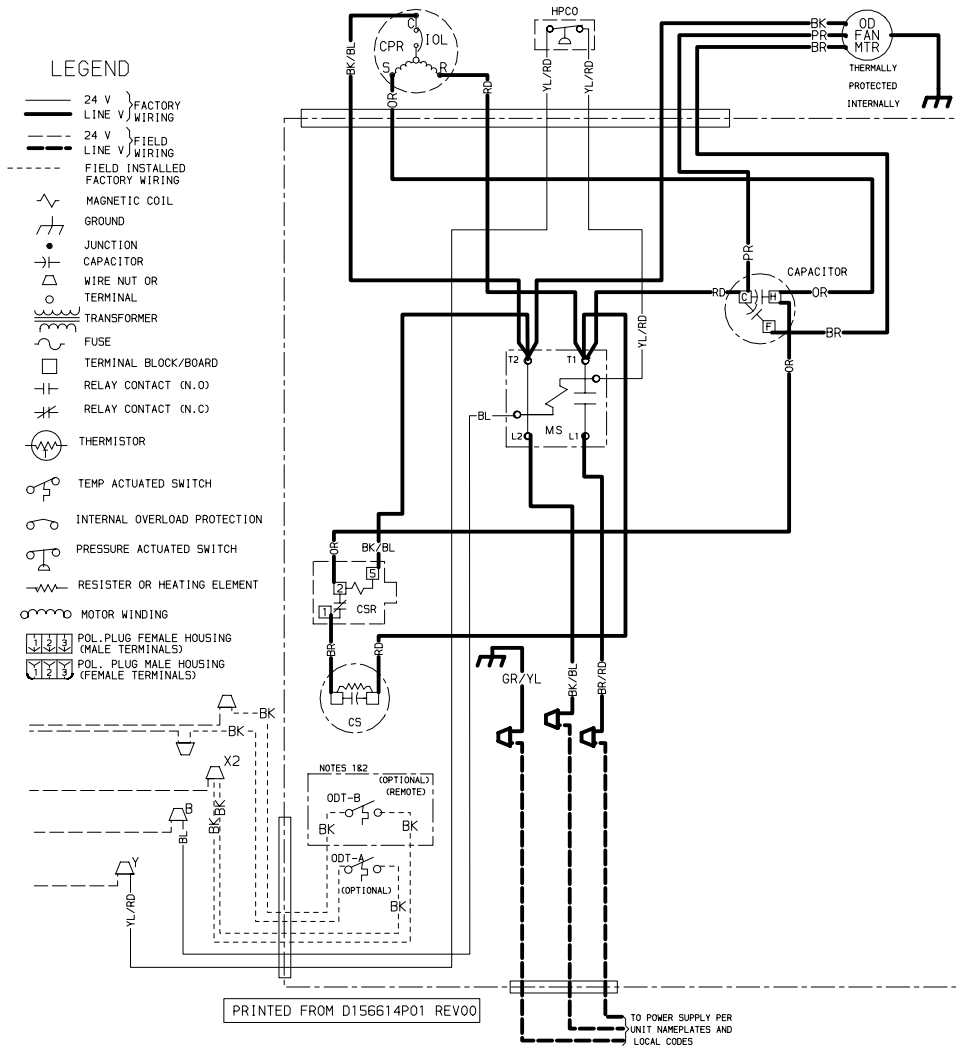 LEGEND
24 V
LINE V
FACTORY
WIRING
24 V
LINE V
FIELD
WIRING
FIELD INSTALLED
FACTORY WIRING
MAGNETIC COIL
GROUND
JUNCTION
CAPACITOR
WIRE NUT OR
TERMINAL
TRANSFORMER
FUSE
TERMINAL BLOCK/BOARD
RELAY CONTACT (N.O)
RELAY CONTACT (N.C)
THERMISTOR
TEMP ACTUATED SWITCH
INTERNAL OVERLOAD PROTECTION
PRESSURE ACTUATED SWITCH
RESISTER OR HEATING ELEMENT
MOTOR WINDING
1 2 3
POL.PLUG FEMALE HOUSING
(MALE TERMINALS)
1 2 3
POL. PLUG MALE HOUSING
(FEMALE TERMINALS)
C
CPR
IOL
S
R
BK/BL
OR
RD
HPCO
YL/RD
YL/RD
BK
PR
BR
OD
FAN
MTR
THERMALLY
PROTECTED
INTERNALLY
PR
CAPACITOR
RD
C
H
OR
F
BR
YL/RD
OR
T2
T1
BL
MS
L2
L1
OR
BK/BL
2
5
1
CSR
BR
RD
CS
GR/YL
BK/BL
BR/RD
BK
BK
X2
BK
BK
B
BL
Y
YL/RD
NOTES 1&2
(OPTIONAL)
(REMOTE)
ODT-B
BK
BK
ODT-A
(OPTIONAL)
BK
PRINTED FROM D156614P01 REV00
TO POWER SUPPLY PER
UNIT NAMEPLATES AND
LOCAL CODES